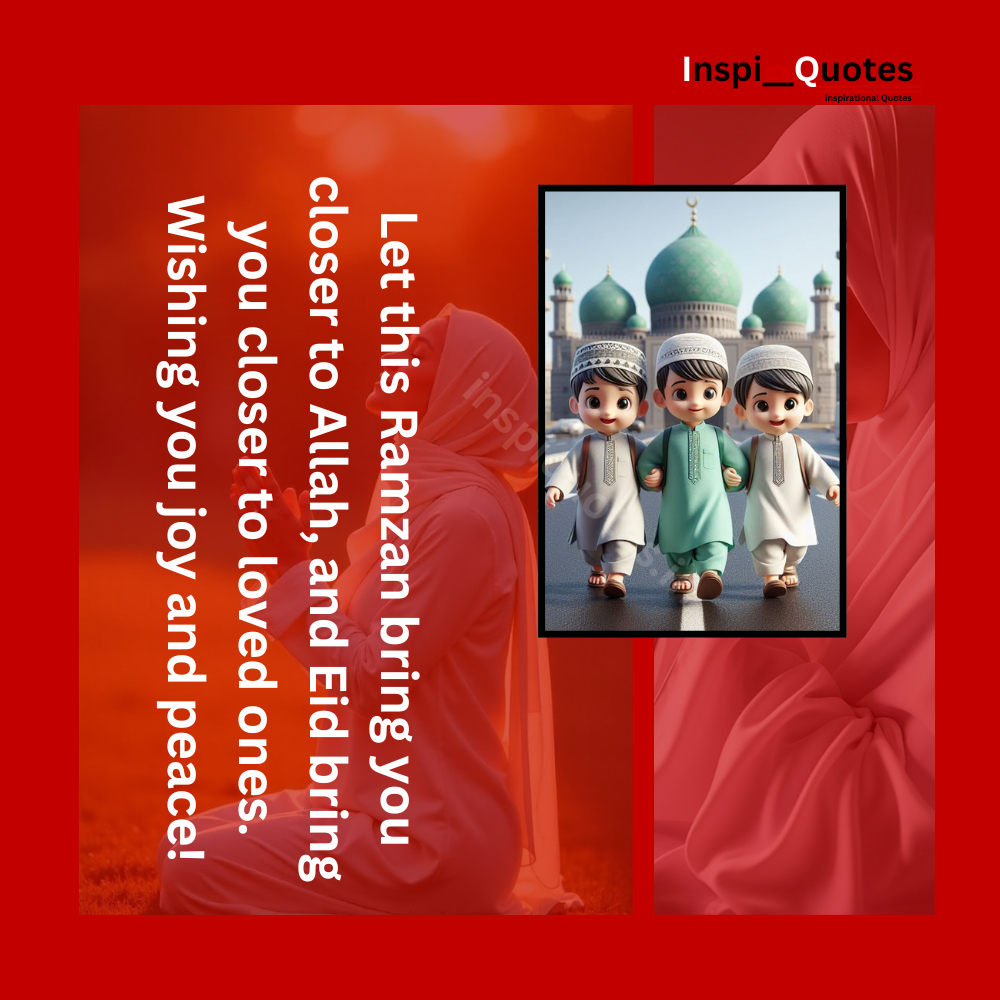 Inspi__Quotes
Inspirational Quotes
Let this Ramzan bring you
closer to Allah, and Eid bring
you closer to loved ones.
Wishing you joy and peace!